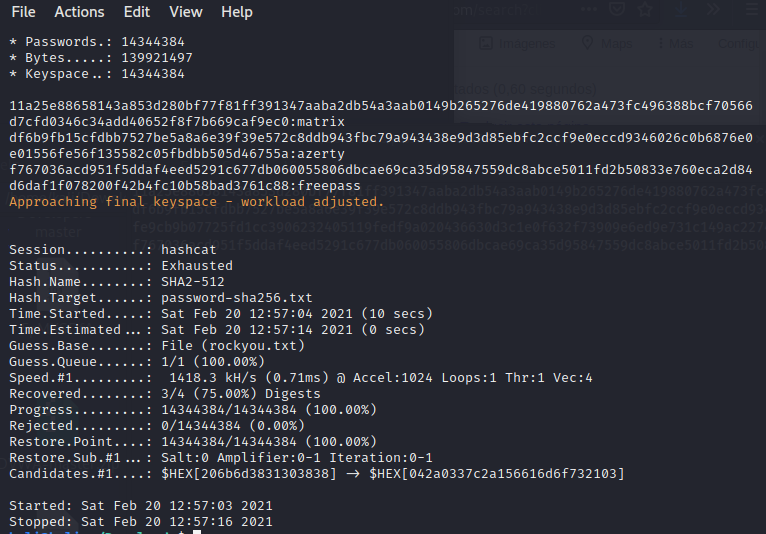 File Actions Edit View Help
* Passwords.: 14344384
* Bytes.....: 139921497
* Keyspace..: 14344384
11a25e88658143a853d280bf77f81ff391347aaba2db54a3aab0149b265276de419880762a473fc496388bcf70566
d7cfd0346c34add40652f8f7b669caf9ec0:matrix
df6b9fb15cfdbb7527be5a8a6e39f39e572c8ddb943fbc79a943438e9d3d85ebfc2ccf9e0eccd9346026c0b6876e0
e01556fe56f135582c05fbdbb505d46755a:azerty
f767036acd951f5ddaf4eed5291c677db060055806dbcae69ca35d95847559dc8abce5011fd2b50833e760eca2d84
d6daf1f078200f42b4fc10b58bad3761c88:freepass
Approaching final keyspace - workload adjusted.
Session..........: hashcat
Status...........: Exhausted
Hash.Name........: SHA2-512
Hash.Target......: password-sha256.txt
Time.Started.....: Sat Feb 20 12:57:04 2021 (10 secs)
Time.Estimated...: Sat Feb 20 12:57:14 2021 (0 secs)
Guess.Base.......: File (rockyou.txt)
Guess.Queue......: 1/1 (100.00%)
Speed.#1.........:  1418.3 kH/s (0.71ms) @ Accel:1024 Loops:1 Thr:1 Vec:4
Recovered........: 3/4 (75.00%) Digests
Progress.........: 14344384/14344384 (100.00%)
Rejected.........: 0/14344384 (0.00%)
Restore.Point....: 14344384/14344384 (100.00%)
Restore.Sub.#1...: Salt:0 Amplifier:0-1 Iteration:0-1
Candidates.#1....: $HEX[206b6d3831303838] -> $HEX[042a0337c2a156616d6f732103]
Started: Sat Feb 20 12:57:03 2021
Stopped: Sat Feb 20 12:57:16 2021